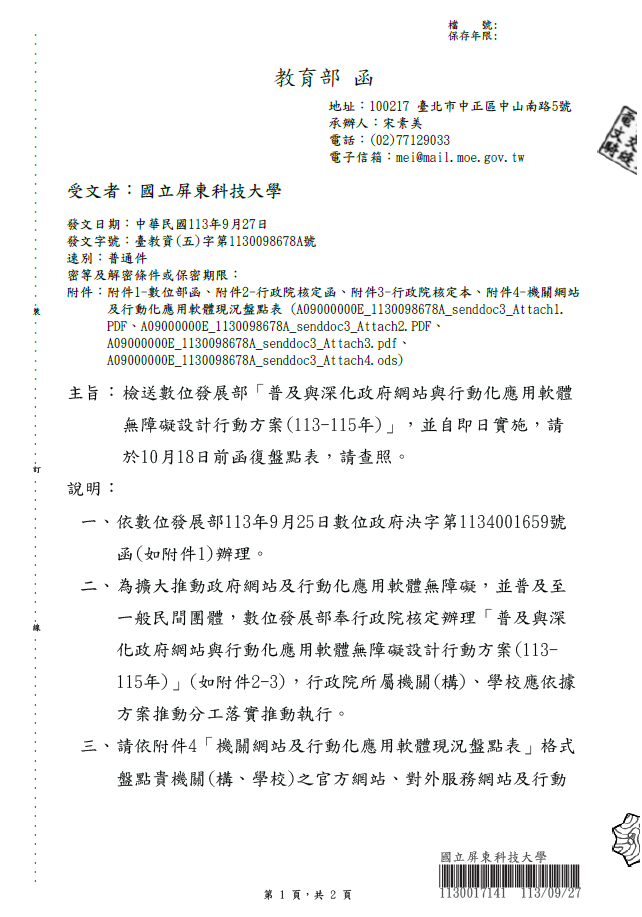 檔　　號:
保存年限:
教育部 函
地址：100217 臺北市中正區中山南路5號
承辦人：宋素美
電話：(02)77129033
電子信箱：mei@mail.moe.gov.tw
受文者：國立屏東科技大學
發文日期：中華民國113年9月27日
發文字號：臺教資(五)字第1130098678A號
速別：普通件
密等及解密條件或保密期限：
附件：附件1-數位部函、附件2-行政院核定函、附件3-行政院核定本、附件4-機關網站
及行動化應用軟體現況盤點表 (A09000000E_1130098678A_senddoc3_Attach1.
PDF、A09000000E_1130098678A_senddoc3_Attach2.PDF、
A09000000E_1130098678A_senddoc3_Attach3.pdf、
A09000000E_1130098678A_senddoc3_Attach4.ods)
主旨：檢送數位發展部「普及與深化政府網站與行動化應用軟體
無障礙設計行動方案(113-115年)」，並自即日實施，請
於10月18日前函復盤點表，請查照。
說明：
一、依數位發展部113年9月25日數位政府決字第1134001659號
函(如附件1)辦理。
二、為擴大推動政府網站及行動化應用軟體無障礙，並普及至
一般民間團體，數位發展部奉行政院核定辦理「普及與深
化政府網站與行動化應用軟體無障礙設計行動方案(113-
115年)」(如附件2-3)，行政院所屬機關(構)、學校應依據
方案推動分工落實推動執行。
三、請依附件4「機關網站及行動化應用軟體現況盤點表」格式
盤點貴機關(構、學校)之官方網站、對外服務網站及行動
裝
訂
線
國立屏東科技大學
1130017141　113/09/27
第 1 頁，共 2 頁